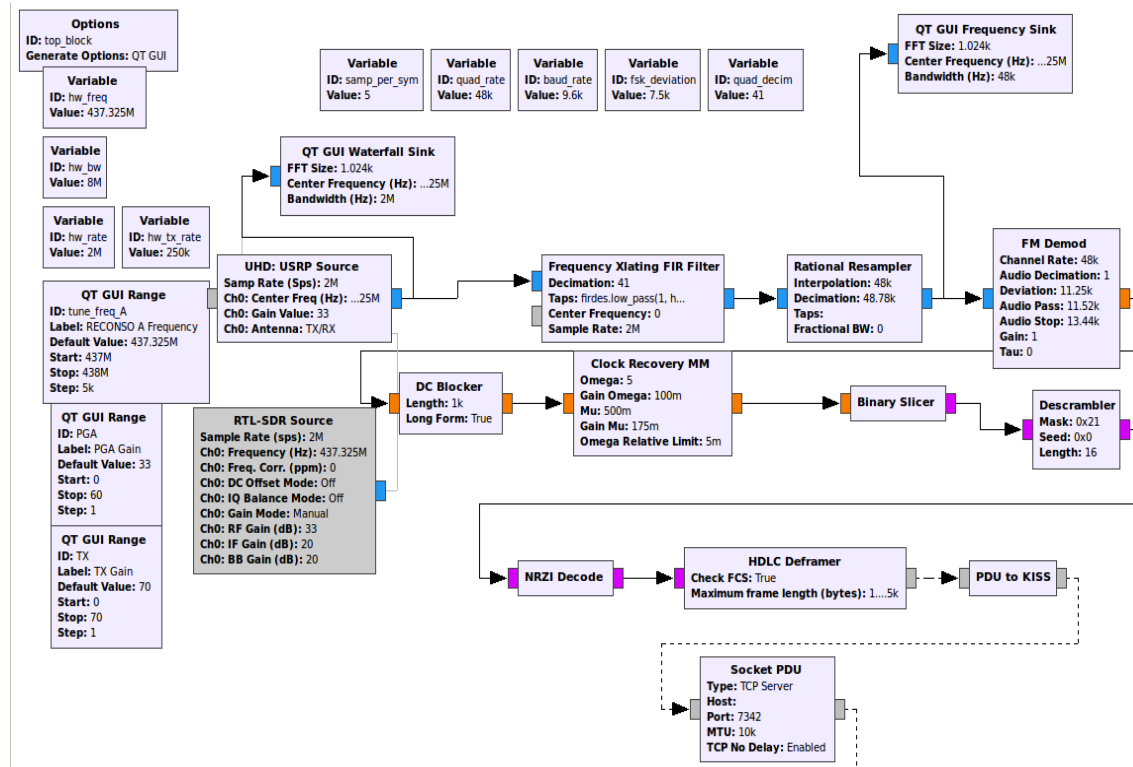 Options
ID: top_block
Generate Options: QT GUI
Variable
ID: hw_freq
Value: 437.325M
Variable
ID: hw_bw
Value: 8M
Variable
ID: hw_rate
Value: 2M
Variable
ID: hw_tx_rate
Value: 250k
QT GUI Range
ID: tune_freq_A
Label: RECONSO A Frequency
Default Value: 437.325M
Start: 437M
Stop: 438M
Step: 5k
QT GUI Range
ID: PGA
Label: PGA Gain
Default Value: 33
Start: 0
Stop: 60
Step: 1
QT GUI Range
ID: TX
Label: TX Gain
Default Value: 70
Start: 0
Stop: 70
Step: 1
Variable
ID: samp_per_sym
Value: 5
Variable
ID: quad_rate
Value: 48k
Variable
ID: baud_rate
Value: 9.6k
Variable
ID: fsk_deviation
Value: 7.5k
Variable
ID: quad_decim
Value: 41
QT GUI Frequency Sink
FFT Size: 1.024k
Center Frequency (Hz): ...25M
Bandwidth (Hz): 48k
QT GUI Waterfall Sink
FFT Size: 1.024k
Center Frequency (Hz): ...25M
Bandwidth (Hz): 2M
UHD: USRP Source
Samp Rate (Sps): 2M
Ch0: Center Freq (Hz): ...25M
Ch0: Gain Value: 33
Ch0: Antenna: TX/RX
Frequency Xlating FIR Filter
Decimation: 41
Taps: firdes.low_pass(1, h...
Center Frequency: 0
Sample Rate: 2M
Rational Resampler
Interpolation: 48k
Decimation: 48.78k
Taps:
Fractional BW: 0
FM Demod
Channel Rate: 48k
Audio Decimation: 1
Deviation: 11.25k
Audio Pass: 11.52k
Audio Stop: 13.44k
Gain: 1
Tau: 0
RTL-SDR Source
Sample Rate (sps): 2M
Ch0: Frequency (Hz): 437.325M
Ch0: Freq. Corr. (ppm): 0
Ch0: DC Offset Mode: Off
Ch0: IQ Balance Mode: Off
Ch0: Gain Mode: Manual
Ch0: RF Gain (dB): 33
Ch0: IF Gain (dB): 20
Ch0: BB Gain (dB): 20
DC Blocker
Length: 1k
Long Form: True
Clock Recovery MM
Omega: 5
Gain Omega: 100m
Mu: 500m
Gain Mu: 175m
Omega Relative Limit: 5m
Binary Slicer
Descrambler
Mask: 0x21
Seed: 0x0
Length: 16
NRZI Decode
HDLC Deframer
Check FCS: True
Maximum frame length (bytes): 1....5k
PDU to KISS
Socket PDU
Type: TCP Server
Host:
Port: 7342
MTU: 10k
TCP No Delay: Enabled